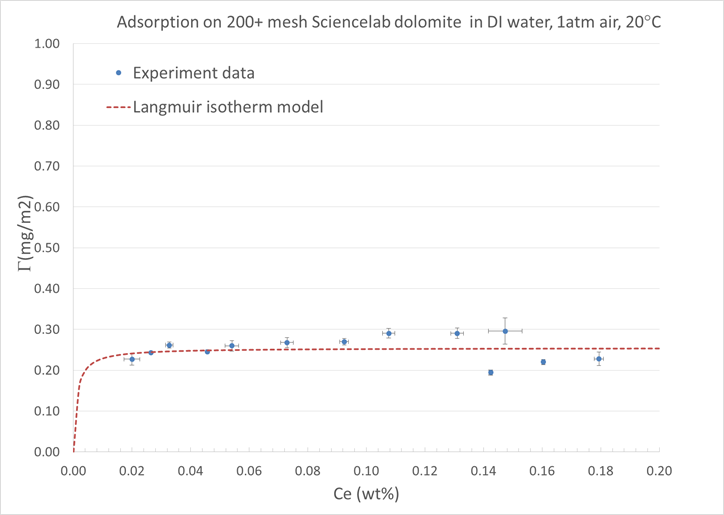 Adsorption on 200+ mesh Sciencelab dolomite in DI water, 1atm air, 20°C
1.00
0.90
Experiment data
0.80
Langmuir isotherm model
0.70
0.60
0.50
0.40
0.30
0.20
0.10
0.00
Γ(mg/m2)
0.00 0.02 0.04 0.06 0.08 0.10 0.12 0.14 0.16 0.18 0.20
Ce (wt%)